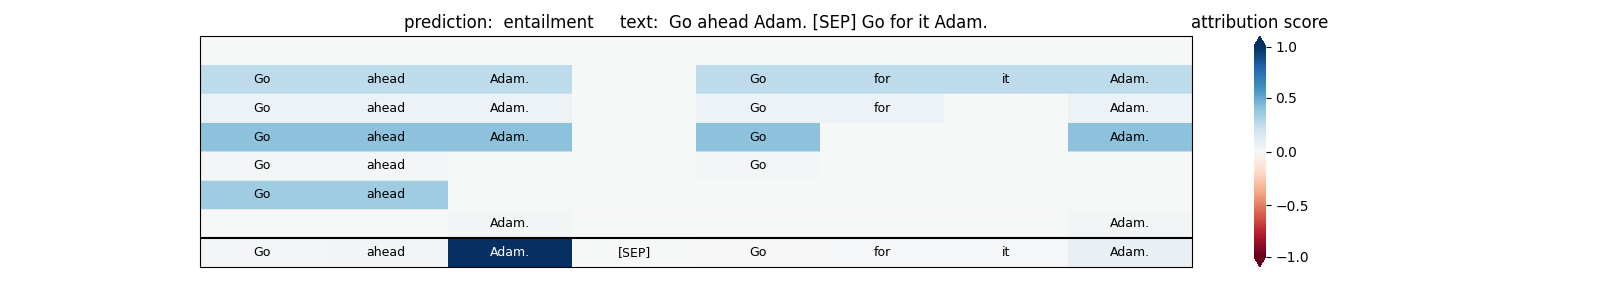 prediction:  entailment     text:  Go ahead Adam. [SEP] Go for it Adam.
attribution score
Go ahead Adam. Go for it Adam.
Go ahead Adam. Go for Adam.
Go ahead Adam. Go Adam.
Go ahead Go
Go ahead
Adam. Adam.
Go ahead Adam. [SEP] Go for it Adam.
1.0
0.5
0.0
−0.5
−1.0